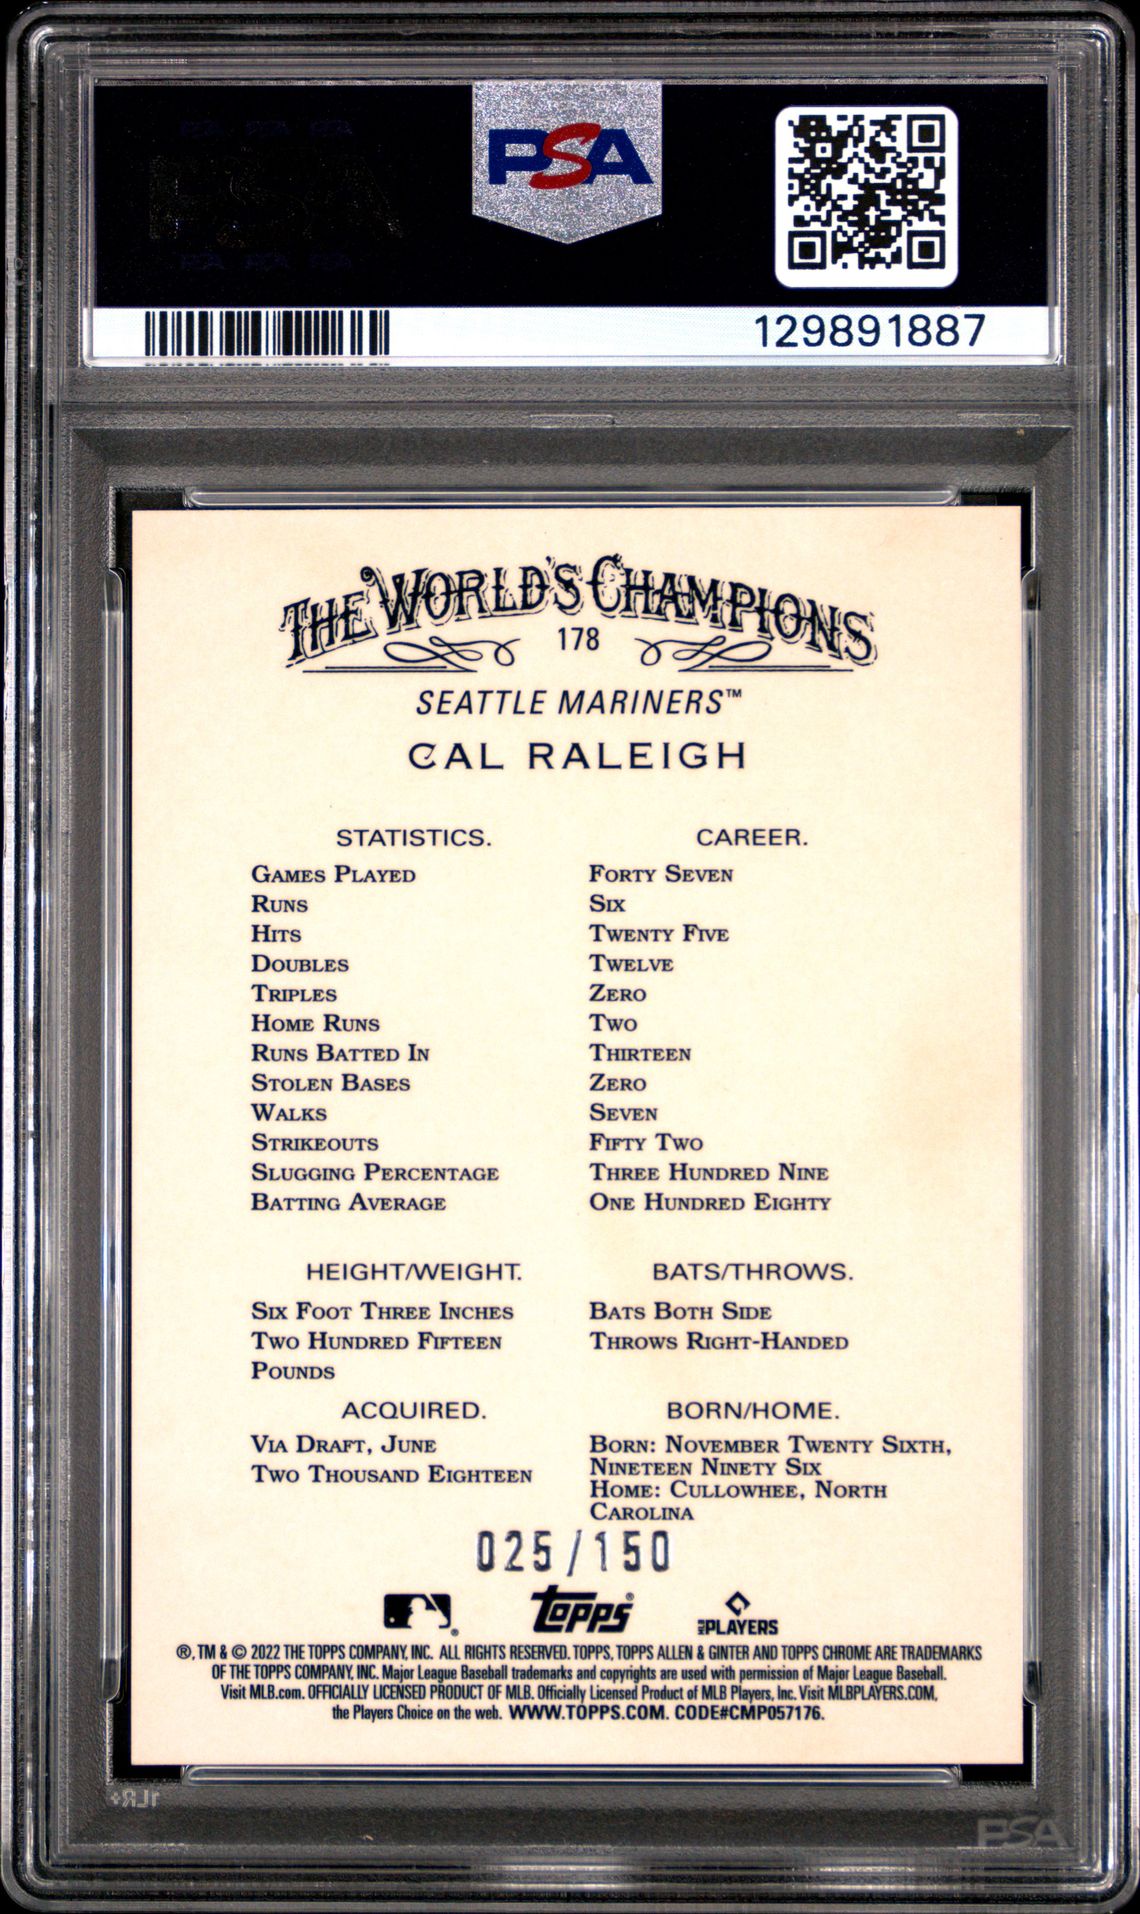 PSA
129891887
THE WORLD'S CHAMPIONS
178
SEATTLE MARINERS™
CAL RALEIGH
STATISTICS. CAREER.
GAMES PLAYED FORTY SEVEN
RUNS SIX
HITS TWENTY FIVE
DOUBLES TWELVE
TRIPLES ZERO
HOME RUNS TWO
RUNS BATTED IN THIRTEEN
STOLEN BASES ZERO
WALKS SEVEN
STRIKEOUTS FIFTY TWO
SLUGGING PERCENTAGE THREE HUNDRED NINE
BATTING AVERAGE ONE HUNDRED EIGHTY
HEIGHT/WEIGHT. BATS/THROWS.
SIX FOOT THREE INCHES BATS BOTH SIDE
TWO HUNDRED FIFTEEN THROWS RIGHT-HANDED
POUNDS
ACQUIRED. BORN/HOME.
VIA DRAFT, JUNE BORN: NOVEMBER TWENTY SIXTH,
TWO THOUSAND EIGHTEEN NINETEEN NINETY SIX
HOME: CULLOWHEE, NORTH
CAROLINA
025/150
Topps® PLAYERS
®, TM & © 2022 THE TOPPS COMPANY, INC. ALL RIGHTS RESERVED. TOPPS, TOPPS ALLEN & GINTER AND TOPPS CHROME ARE TRADEMARKS
OF THE TOPPS COMPANY, INC. Major League Baseball trademarks and copyrights are used with permission of Major League Baseball.
Visit MLB.com. OFFICIALLY LICENSED PRODUCT OF MLB. Officially Licensed Product of MLB Players, Inc. Visit MLBPLAYERS.COM,
the Players Choice on the web. WWW.TOPPS.COM. CODE#CMP057176.
1LR+
PSA